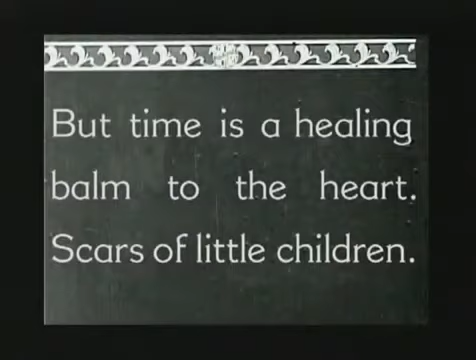 But time is a healing
balm to the heart.
Scars of little children.